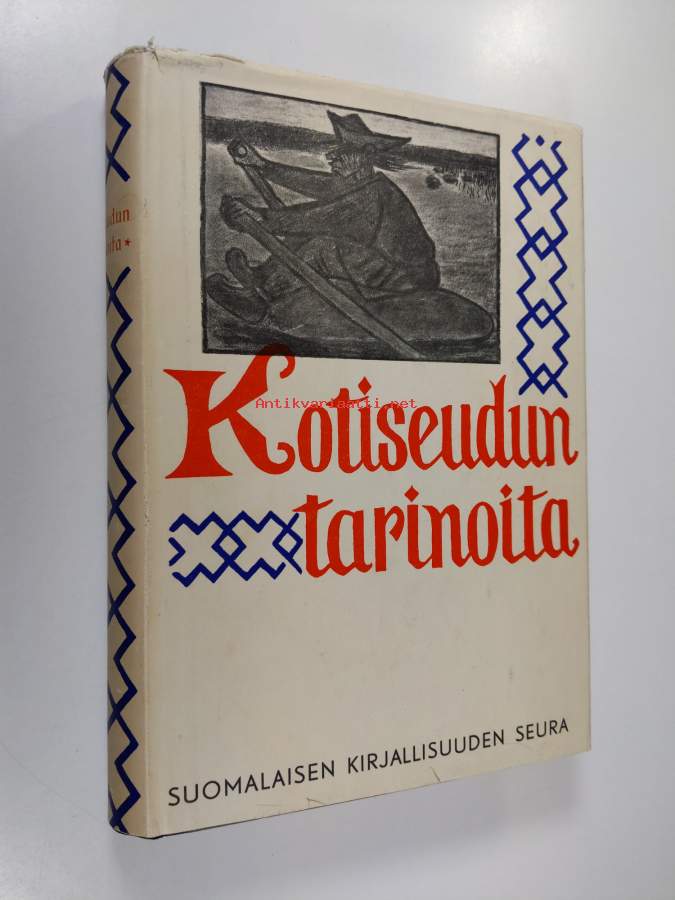 Kotiseudun
tarinoita
SUOMALAISEN KIRJALLISUUDEN SEURA
Antikvariaatti.net